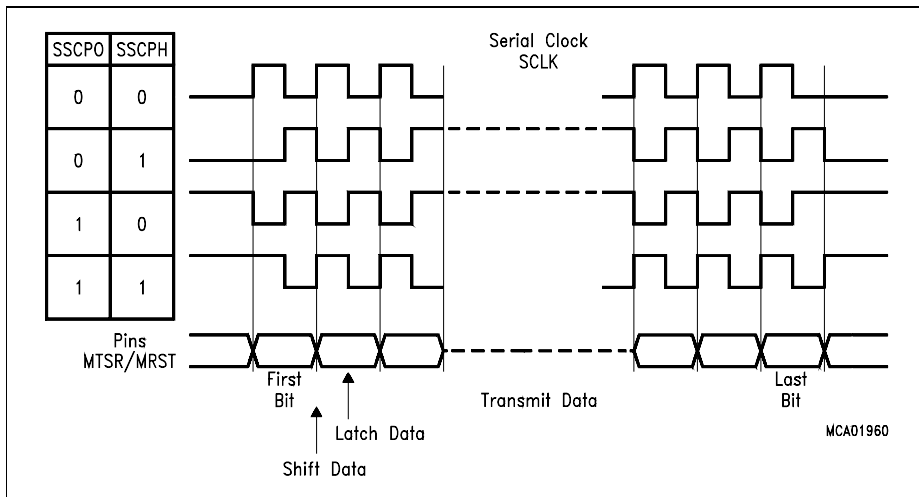 SSCPO SSCPH
0 0
0 1
1 0
1 1
Serial Clock
SCLK
Pins
MTSR/MRST
First
Bit
Transmit Data
Last
Bit
Latch Data
Shift Data
MCA01960